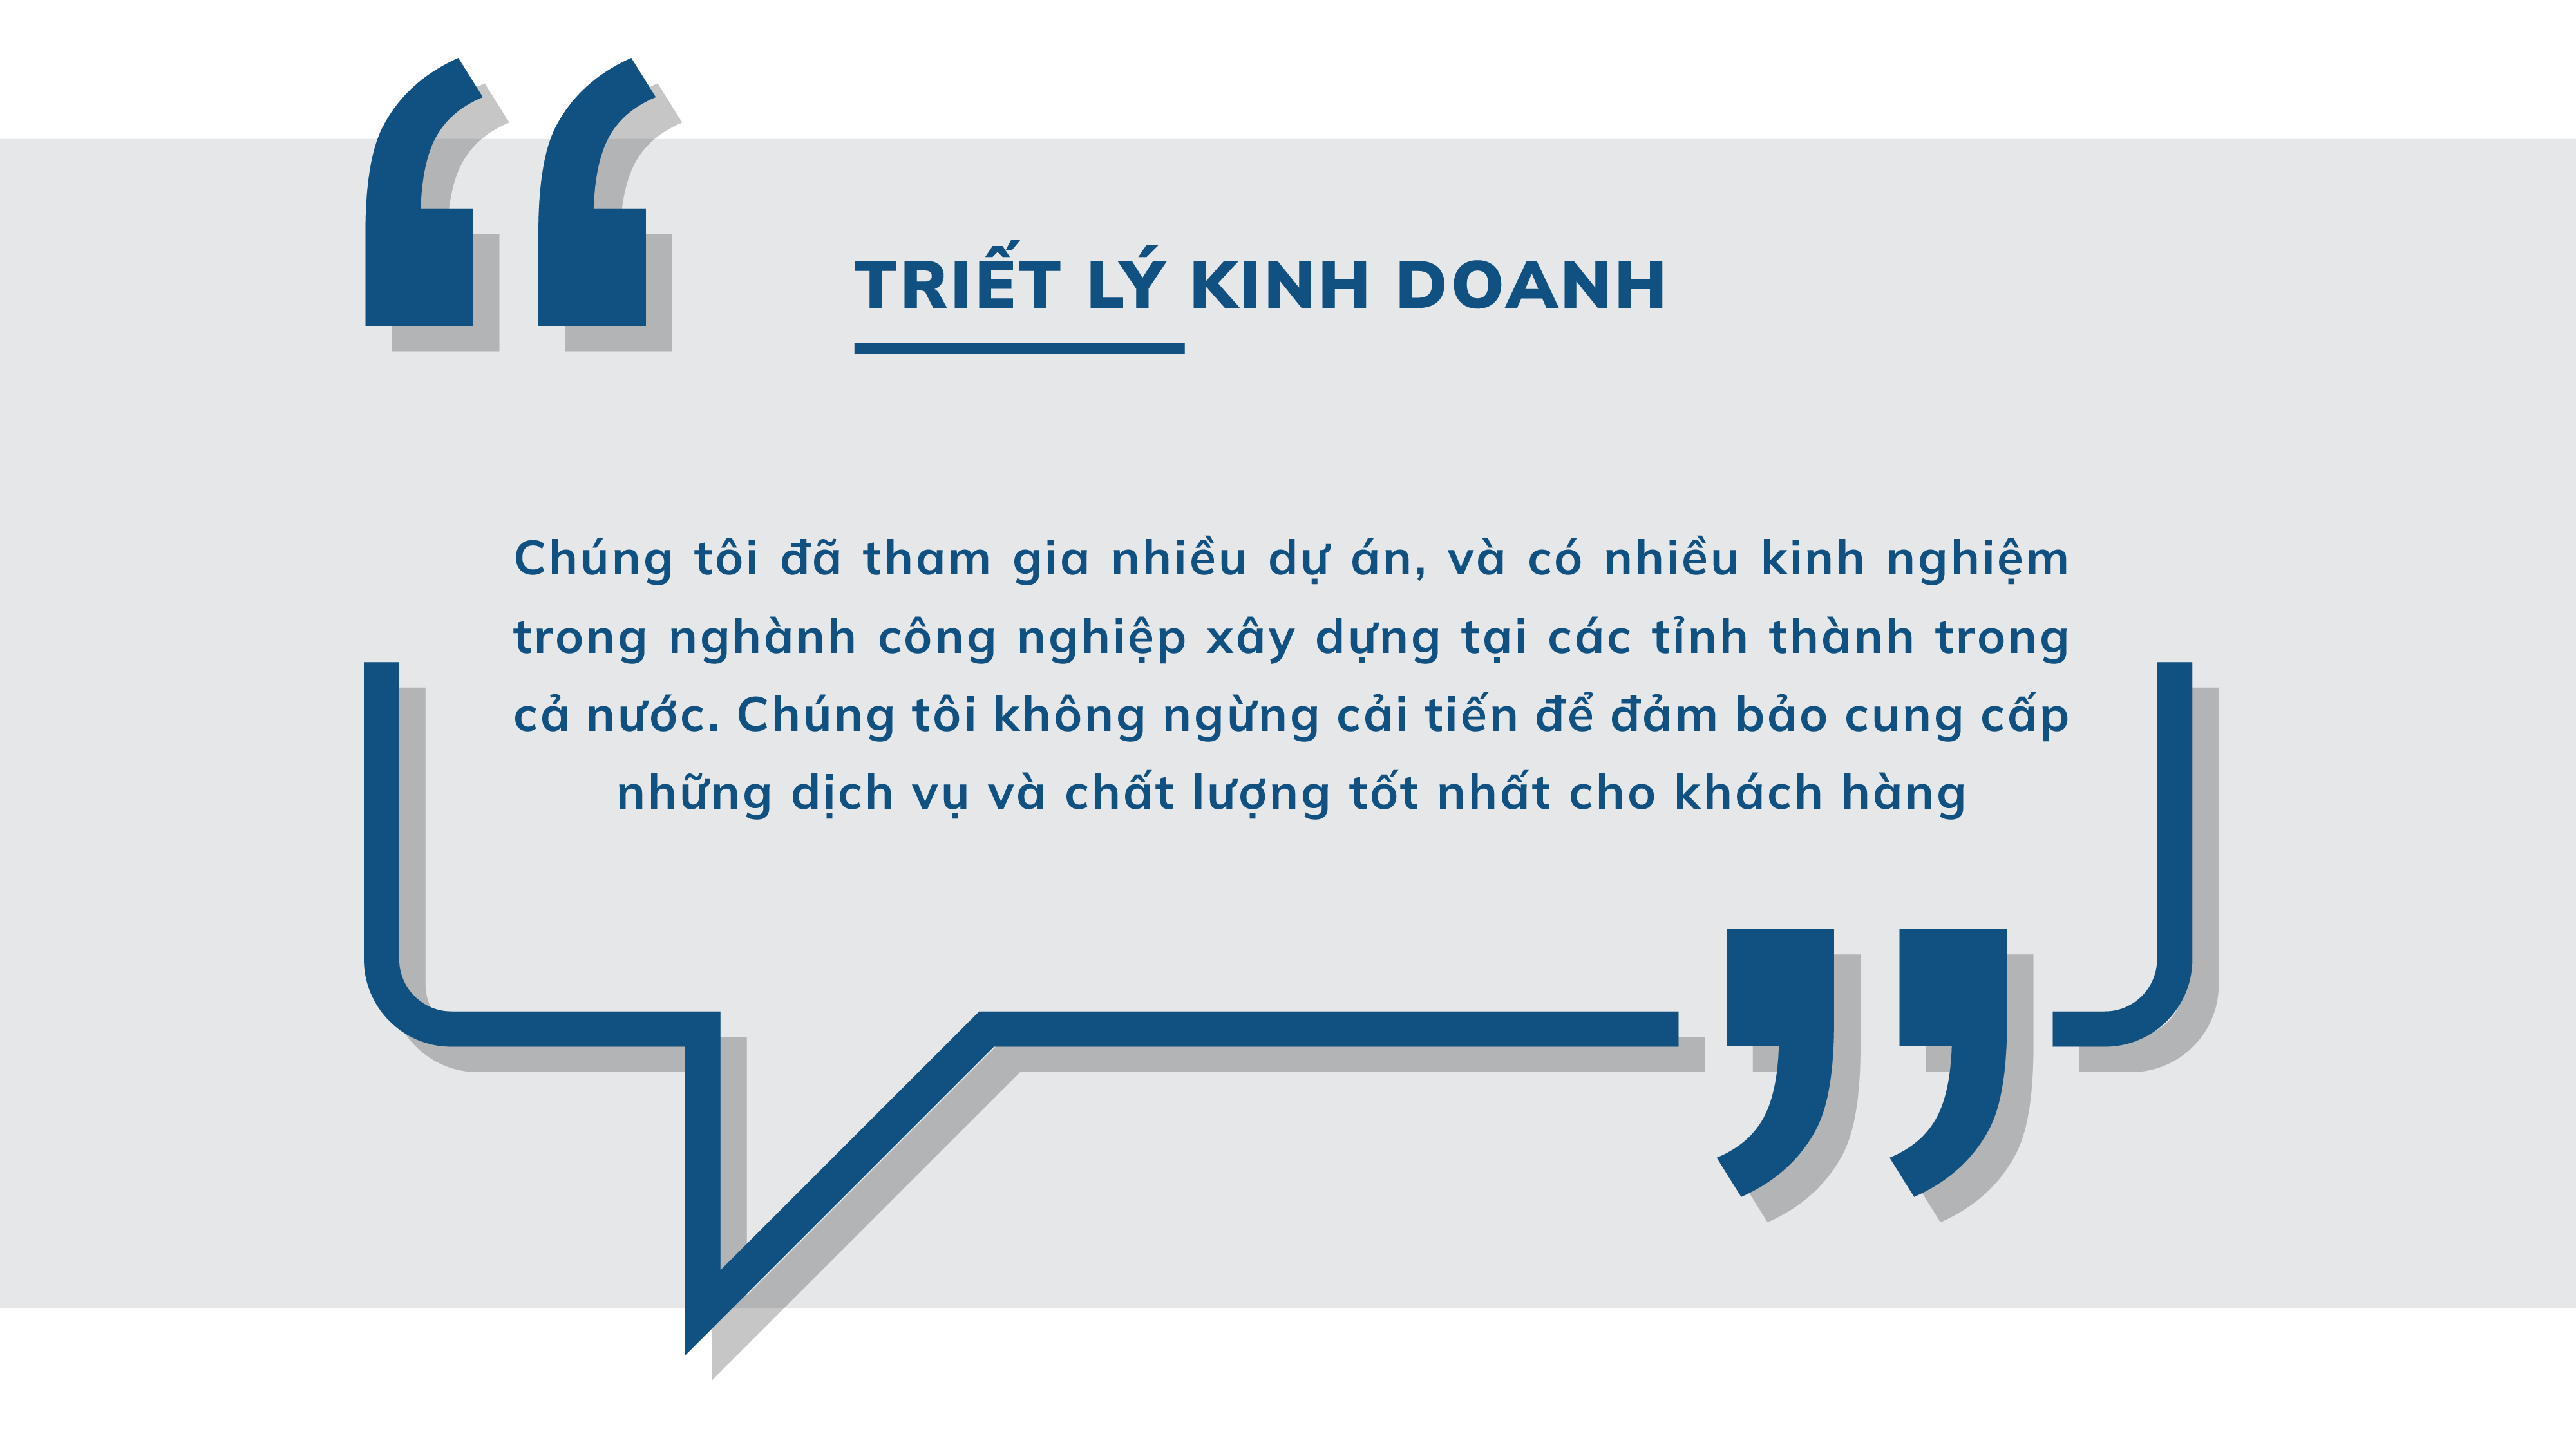 TRIẾT LÝ KINH DOANH
Chúng tôi đã tham gia nhiều dự án, và có nhiều kinh nghiệm
trong nghành công nghiệp xây dựng tại các tỉnh thành trong
cả nước. Chúng tôi không ngừng cải tiến để đảm bảo cung cấp
những dịch vụ và chất lượng tốt nhất cho khách hàng